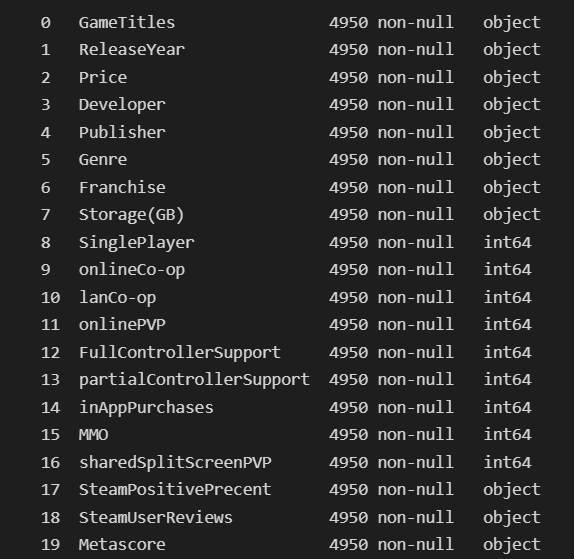 0 GameTitles 4950 non-null object
1 ReleaseYear 4950 non-null object
2 Price 4950 non-null object
3 Developer 4950 non-null object
4 Publisher 4950 non-null object
5 Genre 4950 non-null object
6 Franchise 4950 non-null object
7 Storage(GB) 4950 non-null object
8 SinglePlayer 4950 non-null int64
9 onlineCo-op 4950 non-null int64
10 lanCo-op 4950 non-null int64
11 onlinePVP 4950 non-null int64
12 FullControllerSupport 4950 non-null int64
13 partialControllerSupport 4950 non-null int64
14 inAppPurchases 4950 non-null int64
15 MMO 4950 non-null int64
16 sharedSplitScreenPVP 4950 non-null int64
17 SteamPositivePrecent 4950 non-null object
18 SteamUserReviews 4950 non-null object
19 Metascore 4950 non-null object